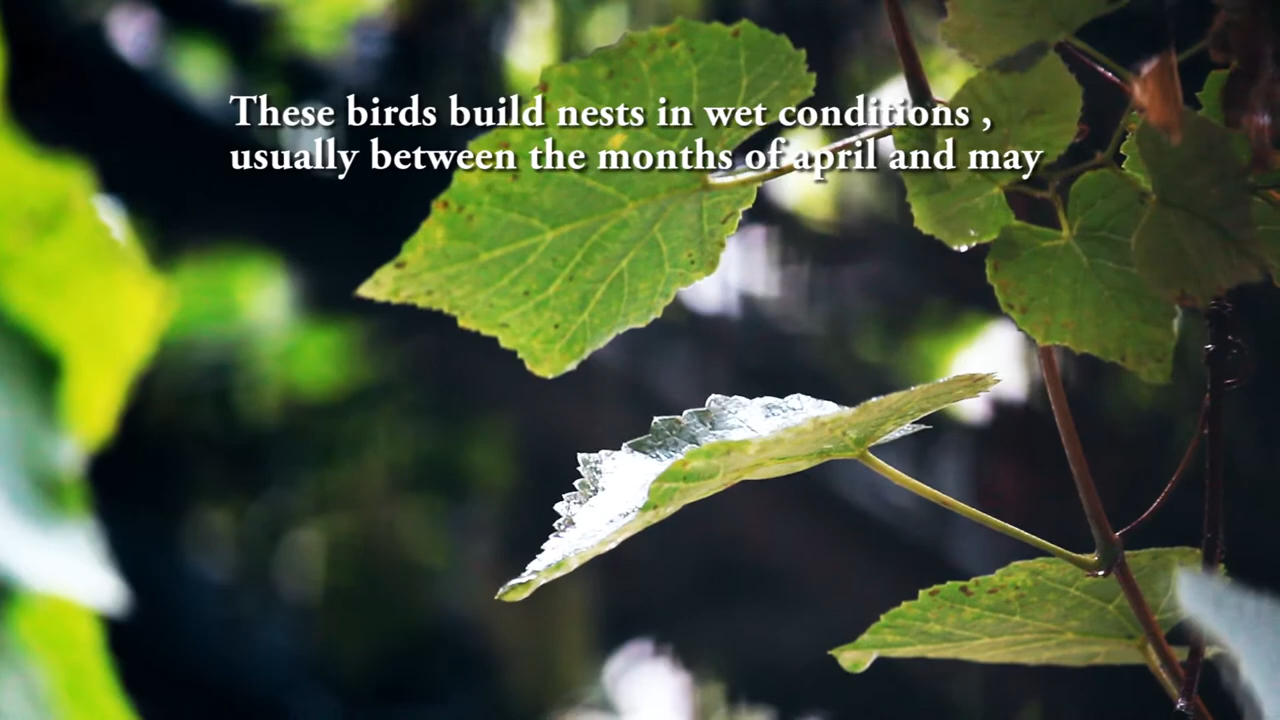 These birds build nests in wet conditions ,
usually between the months of april and may